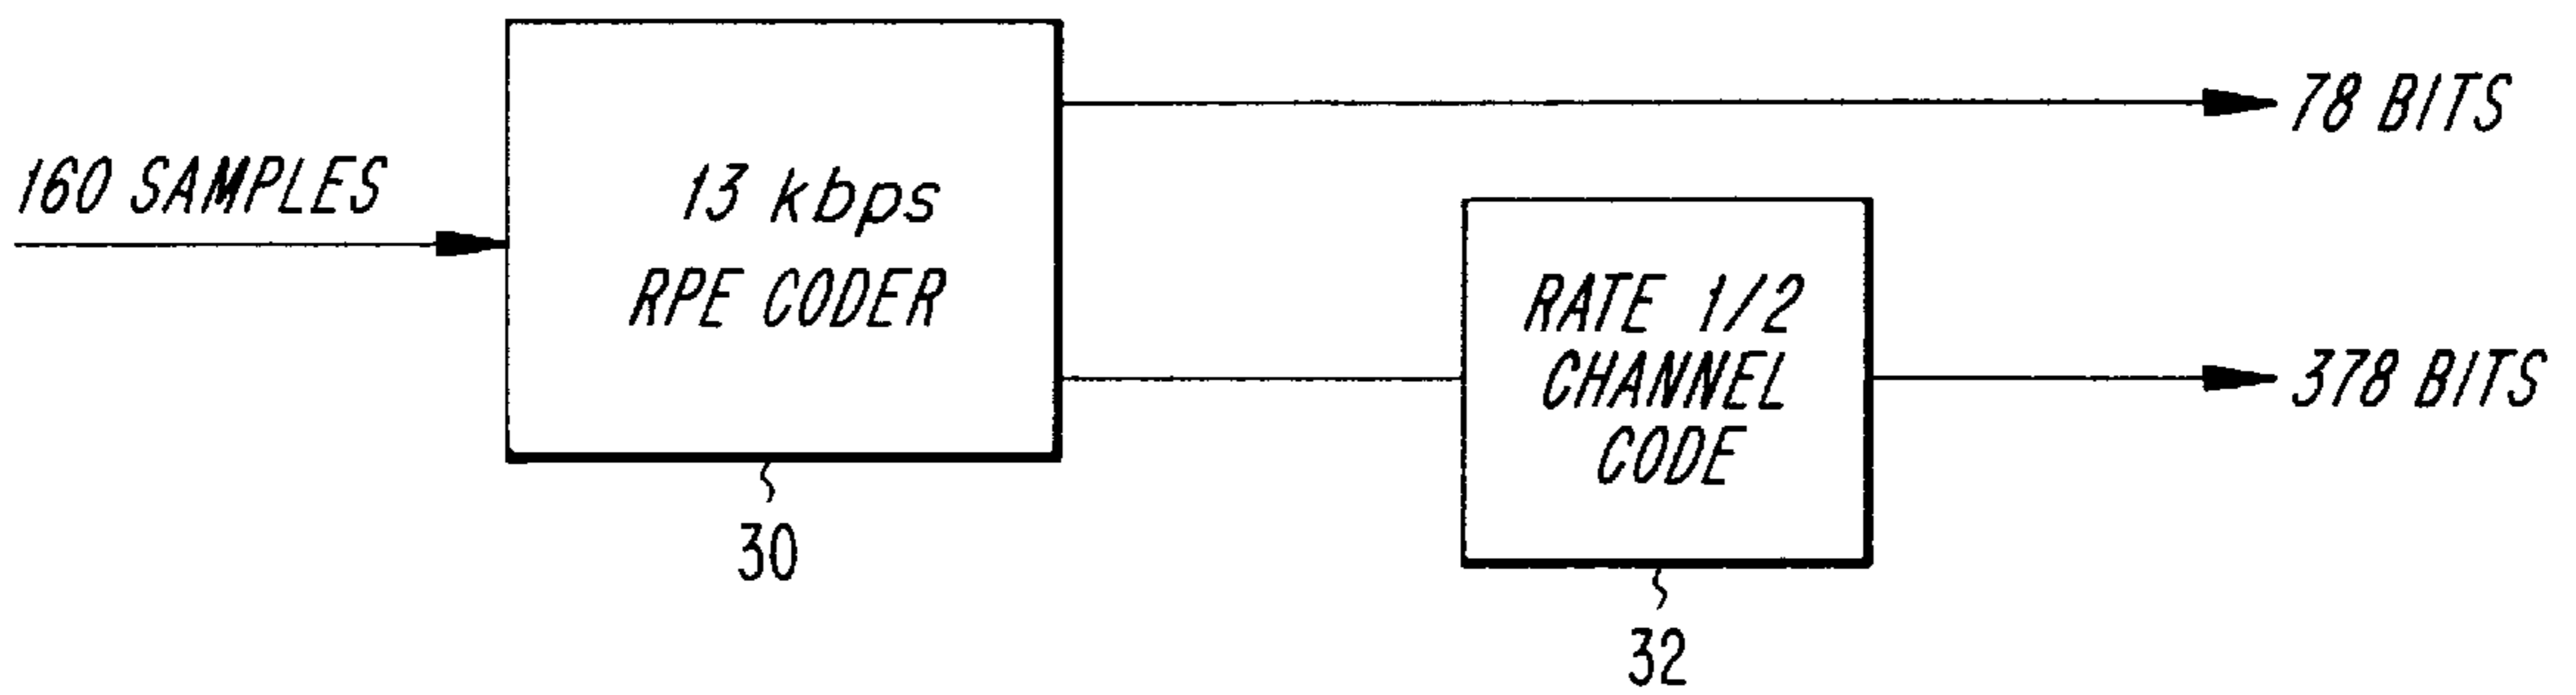 160 SAMPLES
13 kbps
RPE CODER
30
78 BITS
RATE 1/2
CHANNEL
CODE
32
378 BITS